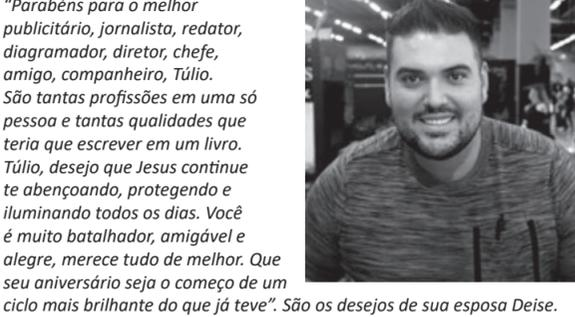 “Parabéns para o melhor
publicitário, jornalista, redator,
diagramador, diretor, chefe,
amigo, companheiro, Túlio.
São tantas profissões em uma só
pessoa e tantas qualidades que
teria que escrever em um livro.
Túlio, desejo que Jesus continue
te abençoando, protegendo e
iluminando todos os dias. Você
é muito batalhador, amigável e
alegre, merece tudo de melhor. Que
seu aniversário seja o começo de um
ciclo mais brilhante do que já teve”. São os desejos de sua esposa Deise.